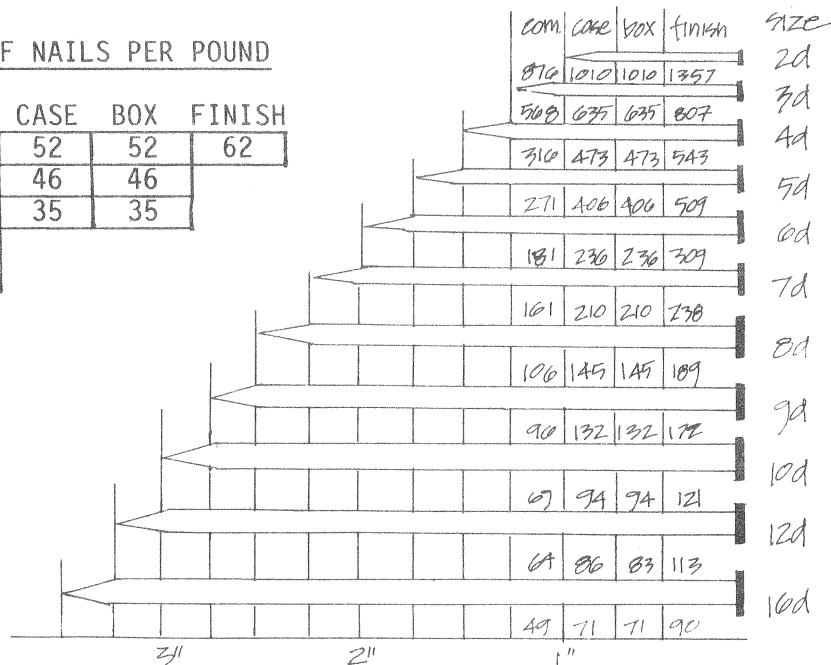 F NAILS PER POUND
CASE BOX FINISH
52 52 62
46 46
35 35
com. case box finish size
2d
876 1010 1010 1357
3d
568 635 635 807
4d
316 473 473 543
5d
271 406 406 509
6d
181 236 236 309
7d
161 210 210 238
8d
106 145 145 189
9d
96 132 132 172
10d
69 94 94 121
12d
64 86 83 113
16d
49 71 71 90
3" 2" 1"